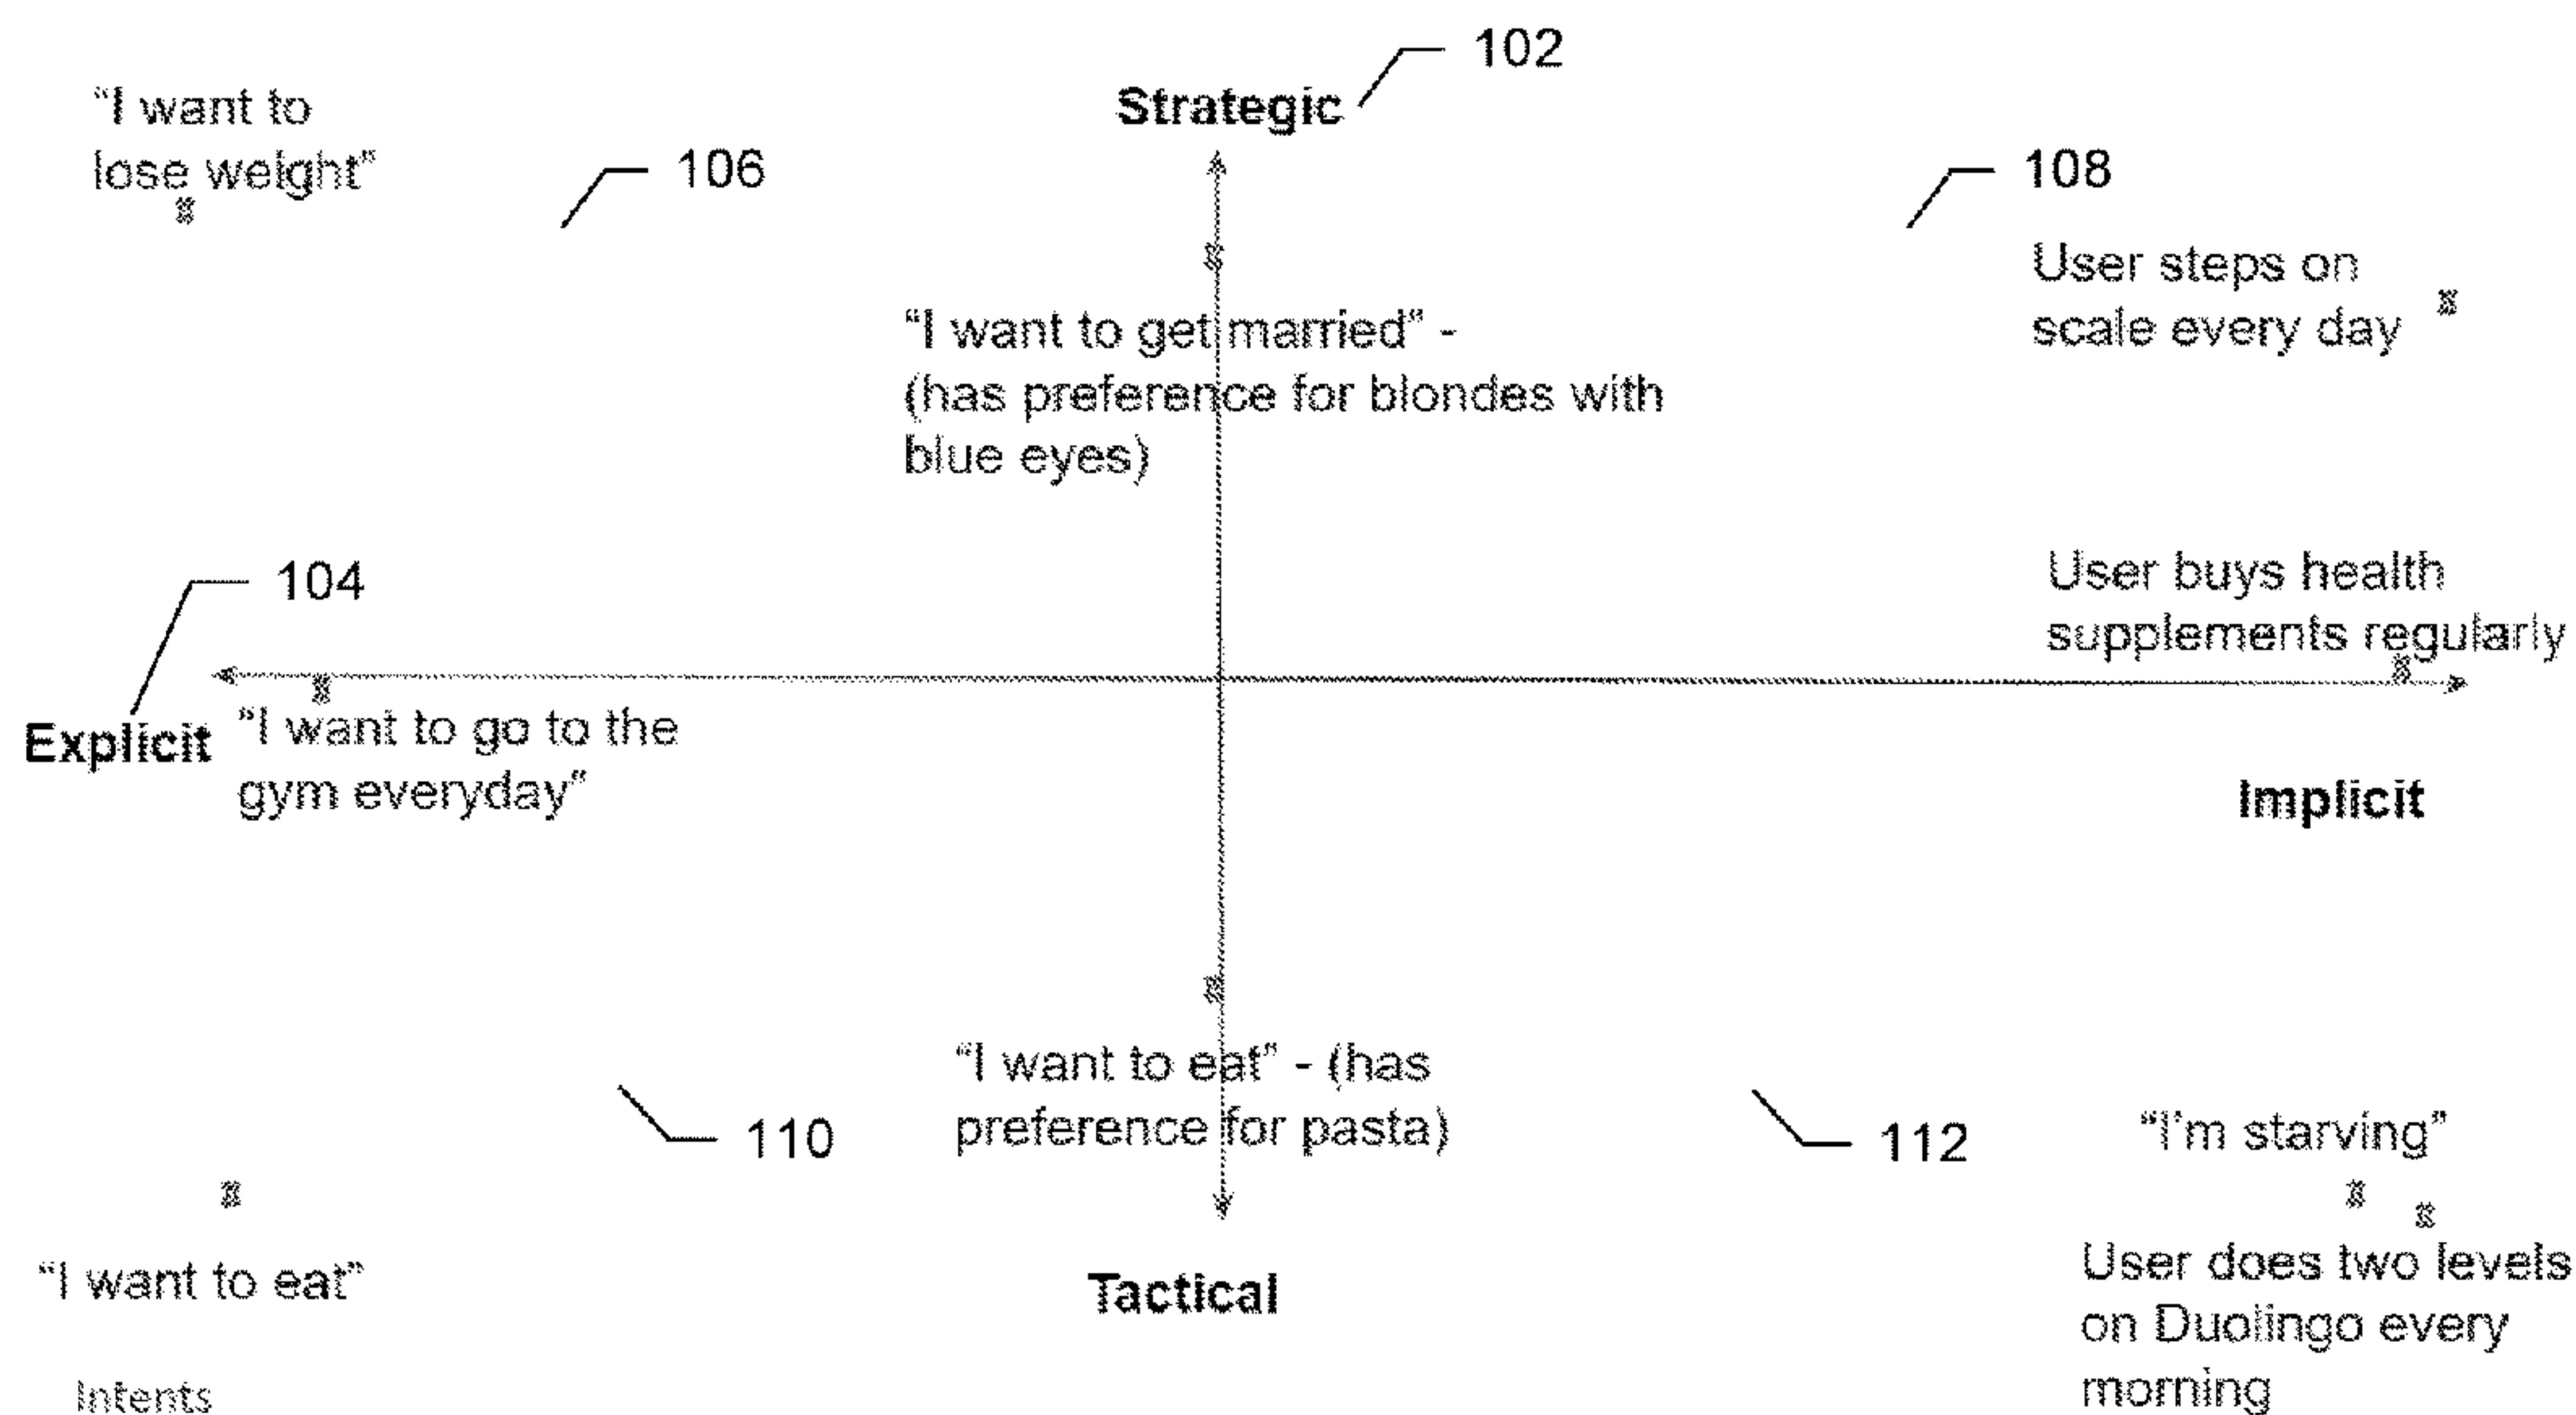 102
Strategic
"I want to
lose weight"
106
108
User steps on
scale every day
"I want to get married" -
(has preference for blondes with
blue eyes)
104
User buys health
supplements regularly
Explicit
"I want to go to the
gym everyday"
Implicit
"I want to eat" - (has
preference for pasta)
110
112
"I'm starving"
"I want to eat"
Tactical
User does two levels
on Duolingo every
morning
Intents